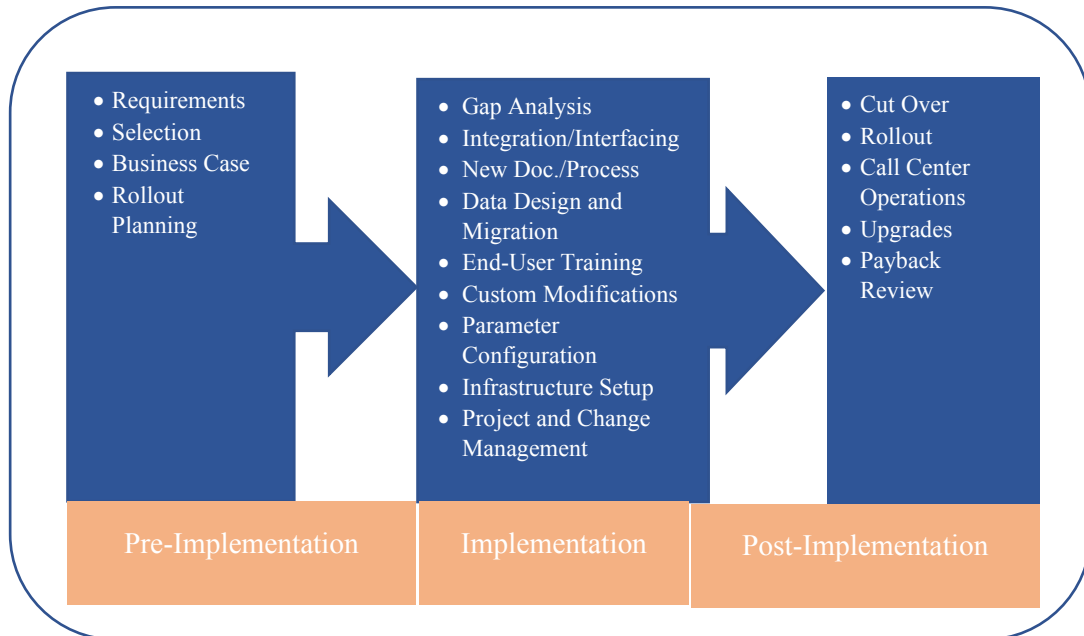 • Requirements
• Selection
• Business Case
• Rollout
Planning
• Gap Analysis
• Integration/Interfacing
• New Doc./Process
• Data Design and
Migration
• End-User Training
• Custom Modifications
• Parameter
Configuration
• Infrastructure Setup
• Project and Change
Management
• Cut Over
• Rollout
• Call Center
Operations
• Upgrades
• Payback
Review
Pre-Implementation
Implementation
Post-Implementation